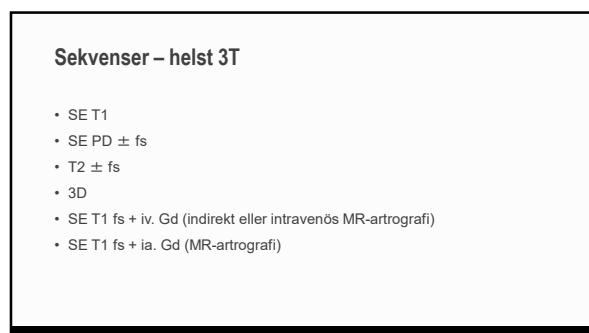 Sekvenser – helst 3T
• SE T1
• SE PD ± fs
• T2 ± fs
• 3D
• SE T1 fs + iv. Gd (indirekt eller intravenös MR-artrografi)
• SE T1 fs + ia. Gd (MR-artrografi)